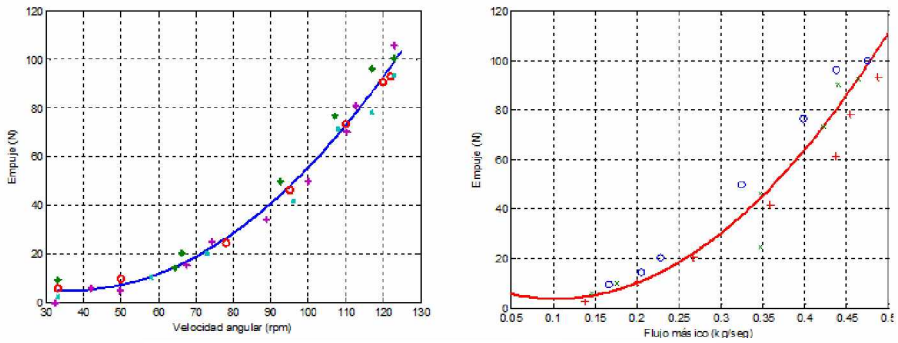 120
100
80
60
40
20
0
Empuje (N)
30 40 50 60 70 80 90 100 110 120 130
Velocidad angular (rpm)
120
100
80
60
40
20
0
Empuje (N)
0.05 0.1 0.15 0.2 0.25 0.3 0.35 0.4 0.45 0.5
Flujo másico (kg/seg)